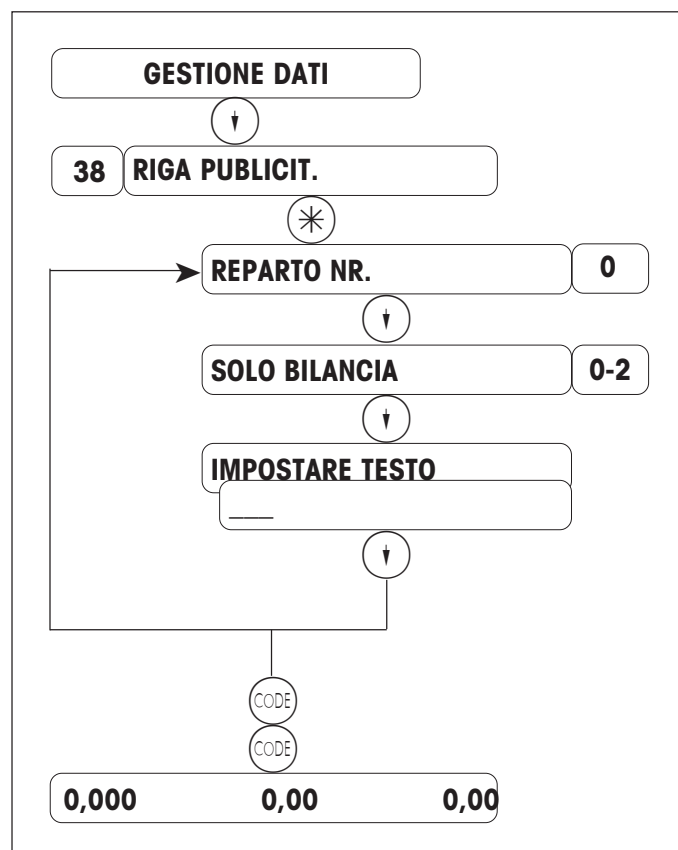 GESTIONE DATI
38 RIGA PUBLICIT.
REPARTO NR. 0
SOLO BILANCIA 0-2
IMPOSTARE TESTO
___
CODE
CODE
0,000 0,00 0,00